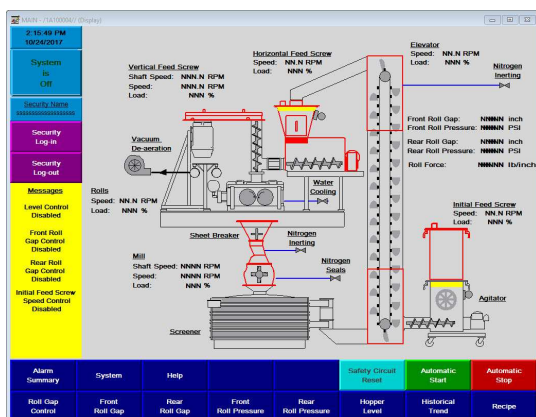 MAIN - 71X1000041 (Display)
2:15:49 PM
10/24/2017
System
is
Off
Security Name
Security
Log-in
Security
Log-out
Messages
Level Control
Disabled
Front Roll
Gap Control
Disabled
Rear Roll
Gap Control
Disabled
Initial Feed Screw
Speed Control
Disabled
Vertical Feed Screw
Shaft Speed: NNN.N RPM
Speed: NNN.N RPM
Load: NNN %
Horizontal Feed Screw
Speed: NN.N RPM
Load: NNN %
Elevator
Speed: NN.N RPM
Load: NNN %
Nitrogen
Inerting
Front Roll Gap: inch
Front Roll Pressure: PSI
Rear Roll Gap: inch
Rear Roll Pressure: PSI
Roll Force: lb/inch
Vacuum
De-aeration
Rolls
Speed: NN.N RPM
Load: NNN %
Water
Cooling
Initial Feed Screw
Speed: NN.N RPM
Load: NNN %
Sheet Breaker
Nitrogen
Inerting
Mill
Shaft Speed: NNNN RPM
Speed: NNNN RPM
Load: NNN %
Nitrogen
Seals
Agitator
Screener
Alarm
Summary
System
Help
Safety Circuit
Reset
Automatic
Start
Automatic
Stop
Roll Gap
Control
Front
Roll Gap
Rear
Roll Gap
Front
Roll Pressure
Rear
Roll Pressure
Hopper
Level
Historical
Trend
Recipe